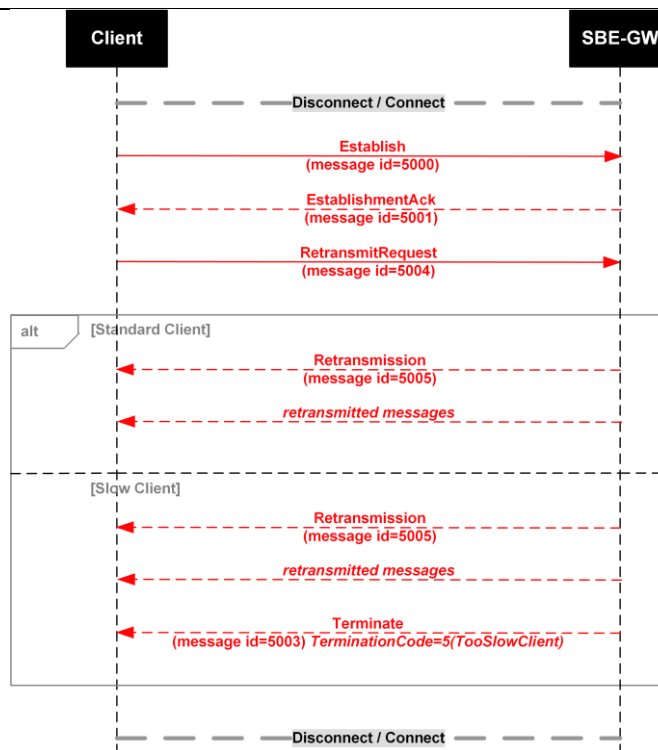 Client
SBE-GW
Disconnect / Connect
Establish
(message id=5000)
EstablishmentAck
(message id=5001)
RetransmitRequest
(message id=5004)
alt
[Standard Client]
Retransmission
(message id=5005)
retransmitted messages
[Slow Client]
Retransmission
(message id=5005)
retransmitted messages
Terminate
(message id=5003) TerminationCode=5(TooSlowClient)
Disconnect / Connect